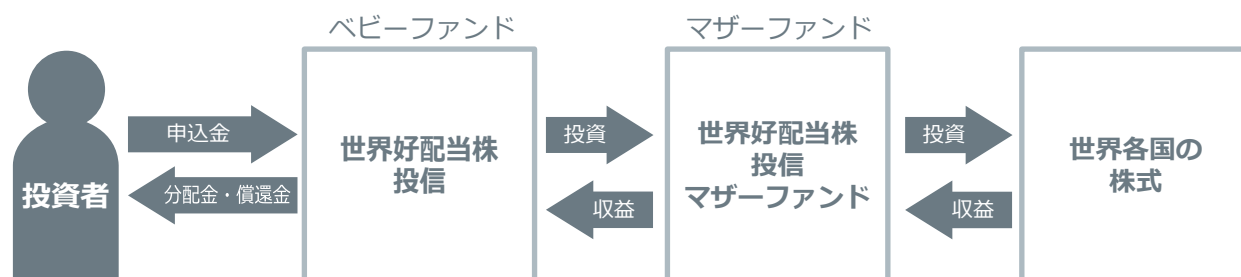 ベビーファンド
マザーファンド
投資者
申込金
分配金・償還金
世界好配当株
投信
投資
収益
世界好配当株
投信
マザーファンド
投資
収益
世界各国の
株式